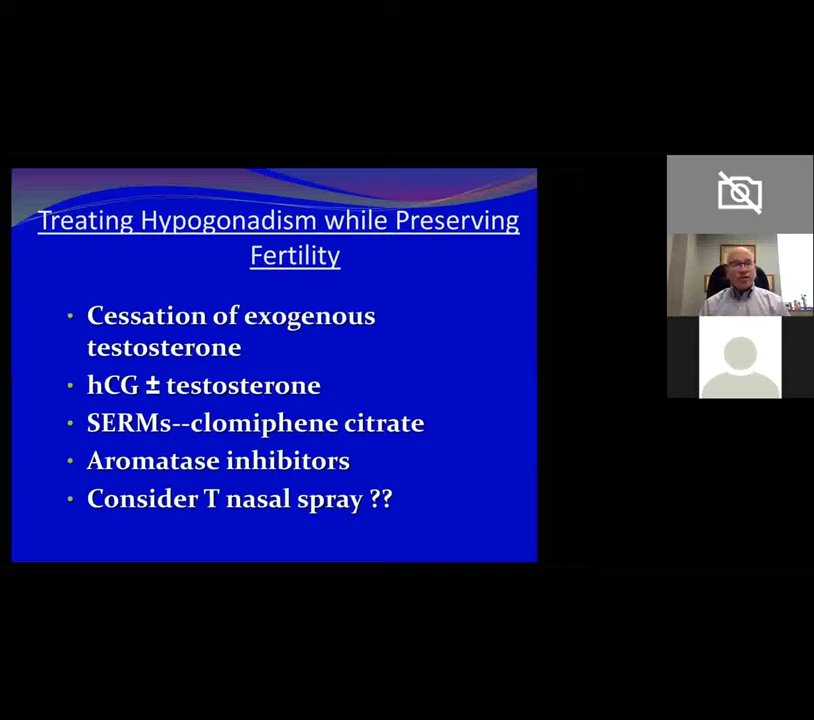 Treating Hypogonadism while Preserving
Fertility
• Cessation of exogenous
testosterone
• hCG ± testosterone
• SERMs--clomiphene citrate
• Aromatase inhibitors
• Consider T nasal spray ??